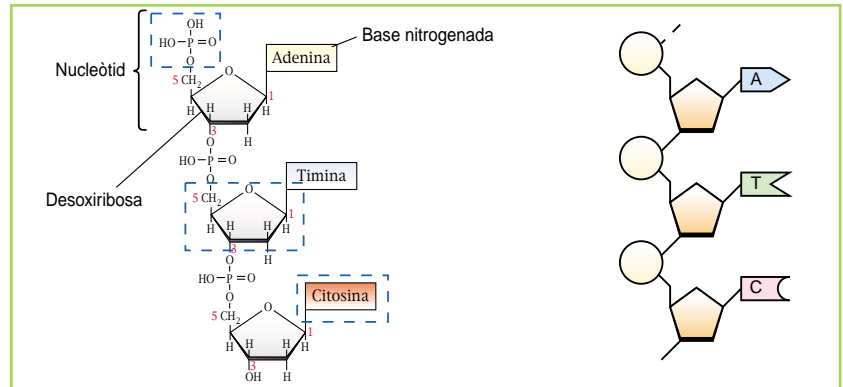 OH
HO P O
O
5 CH2
Nucleòtid
Adenina
Base nitrogenada
O
1
H H H H
3 H
O
HO P O
O
5 CH2
Desoxiribosa
Timina
O
1
H H H H
3 H
O
HO P O
O
5 CH2
Citosina
O
1
H H H H
3
OH H
A
T
C